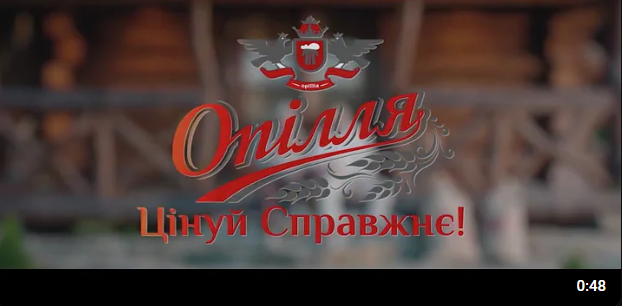 opillia
Опілля
Цінуй Справжнє!
0:48